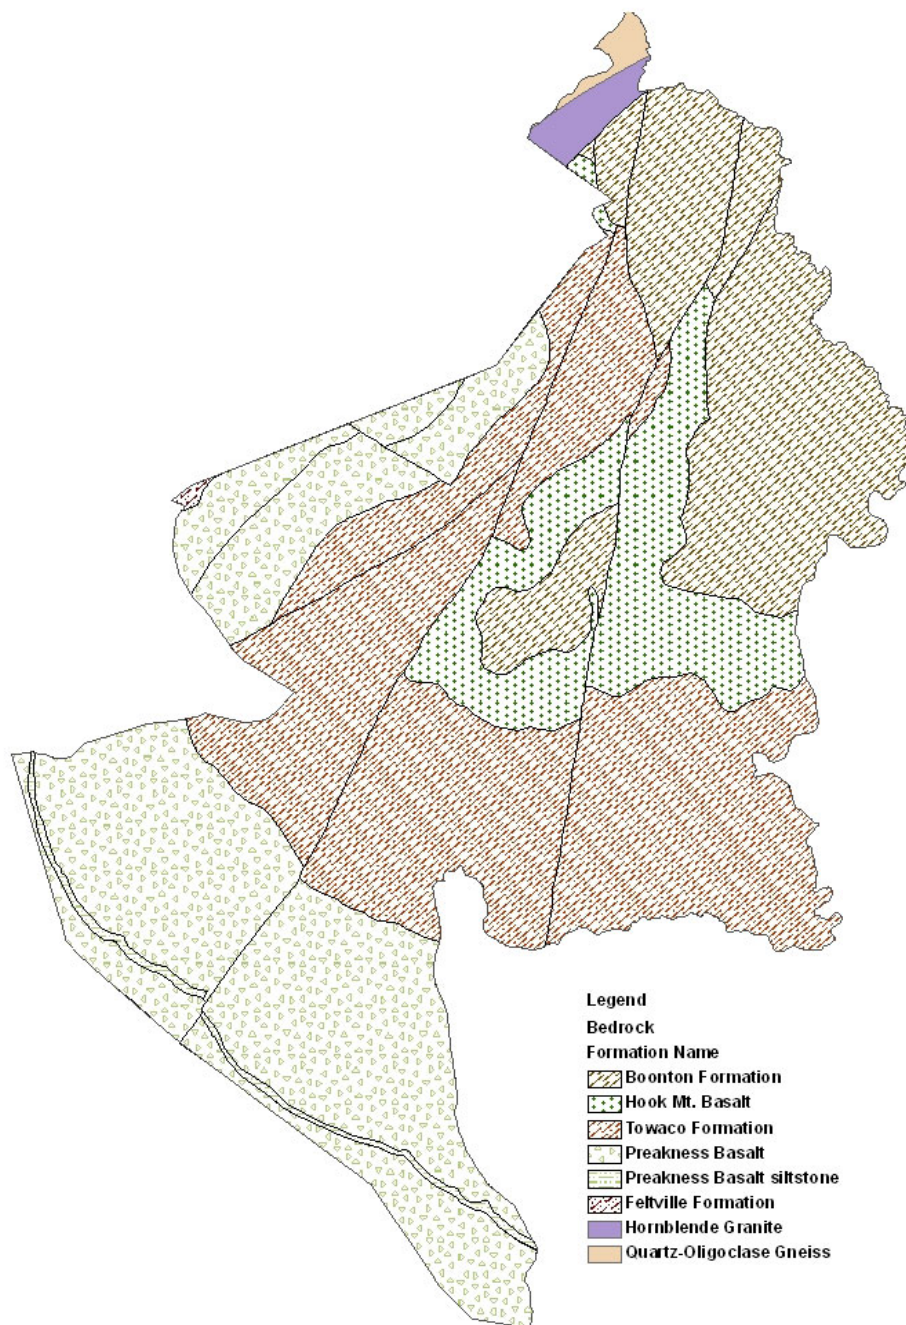 Legend
Bedrock
Formation Name
Boonton Formation
Hook Mt. Basalt
Towaco Formation
Preakness Basalt
Preakness Basalt siltstone
Feltville Formation
Hornblende Granite
Quartz-Oligoclase Gneiss